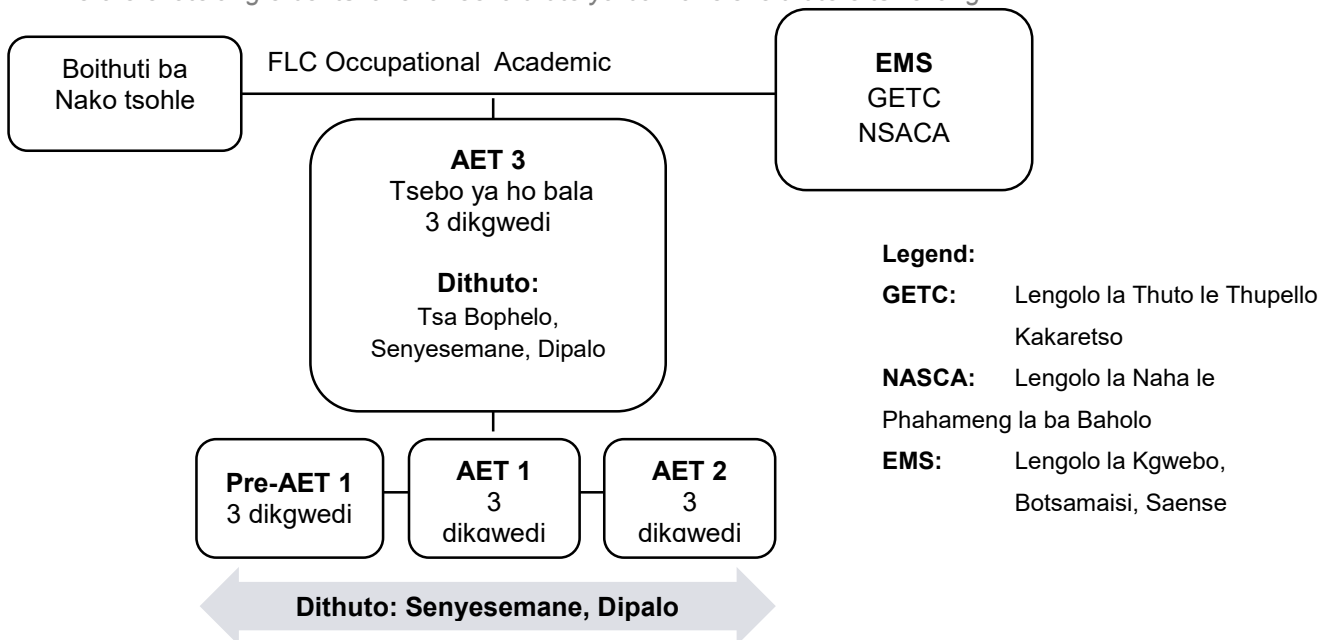 Boithuti ba
Nako tsohle
FLC Occupational Academic
EMS
GETC
NSACA
AET 3
Tsebo ya ho bala
3 dikgwedi
Dithuto:
Tsa Bophelo,
Senyesemane, Dipalo
Legend:
GETC: Lengolo la Thuto le Thupello
Kakaretso
NASCA: Lengolo la Naha le
Phahameng la ba Baholo
EMS: Lengolo la Kgwebo,
Botsamaisi, Saense
Pre-AET 1
3 dikgwedi
AET 1
3
dikgwedi
AET 2
3
dikgwedi
Dithuto: Senyesemane, Dipalo